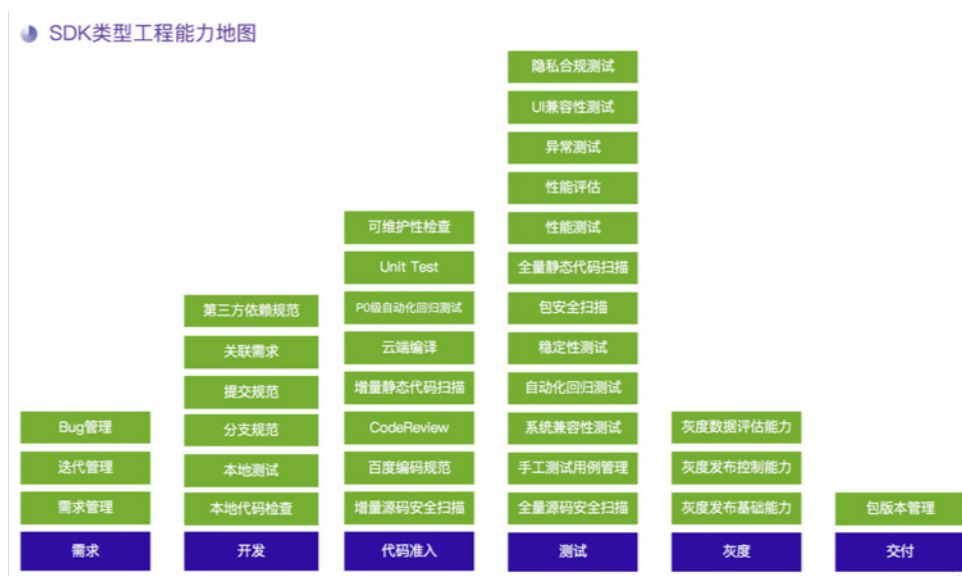 SDK类型工程能力地图
隐私合规测试
UI兼容性测试
异常测试
性能评估
可维护性检查
性能测试
Unit Test
全量静态代码扫描
第三方依赖规范
P0级自动化回归测试
包安全扫描
关联需求
云端编译
稳定性测试
提交规范
增量静态代码扫描
自动化回归测试
Bug管理
分支规范
CodeReview
系统兼容性测试
灰度数据评估能力
迭代管理
本地测试
百度编码规范
手工测试用例管理
灰度发布控制能力
需求管理
本地代码检查
增量源码安全扫描
全量源码安全扫描
灰度发布基础能力
包版本管理
需求
开发
代码准入
测试
灰度
交付